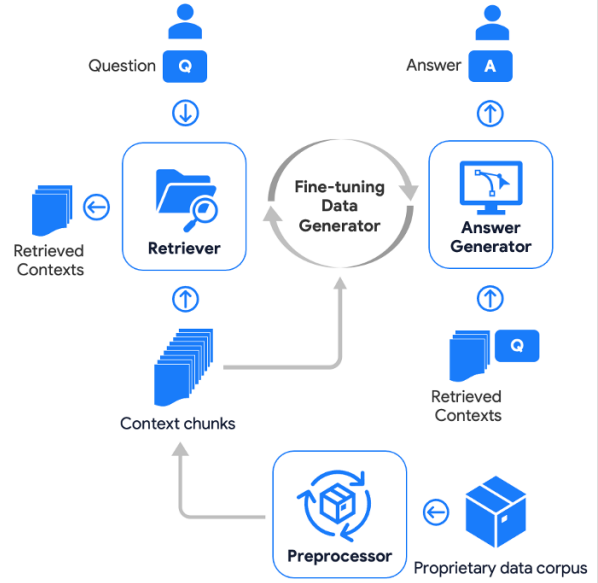 Question
Q
Answer
A
Fine-tuning
Data
Generator
Retriever
Answer
Generator
Retrieved
Contexts
Q
Retrieved
Contexts
Context chunks
Preprocessor
Proprietary data corpus